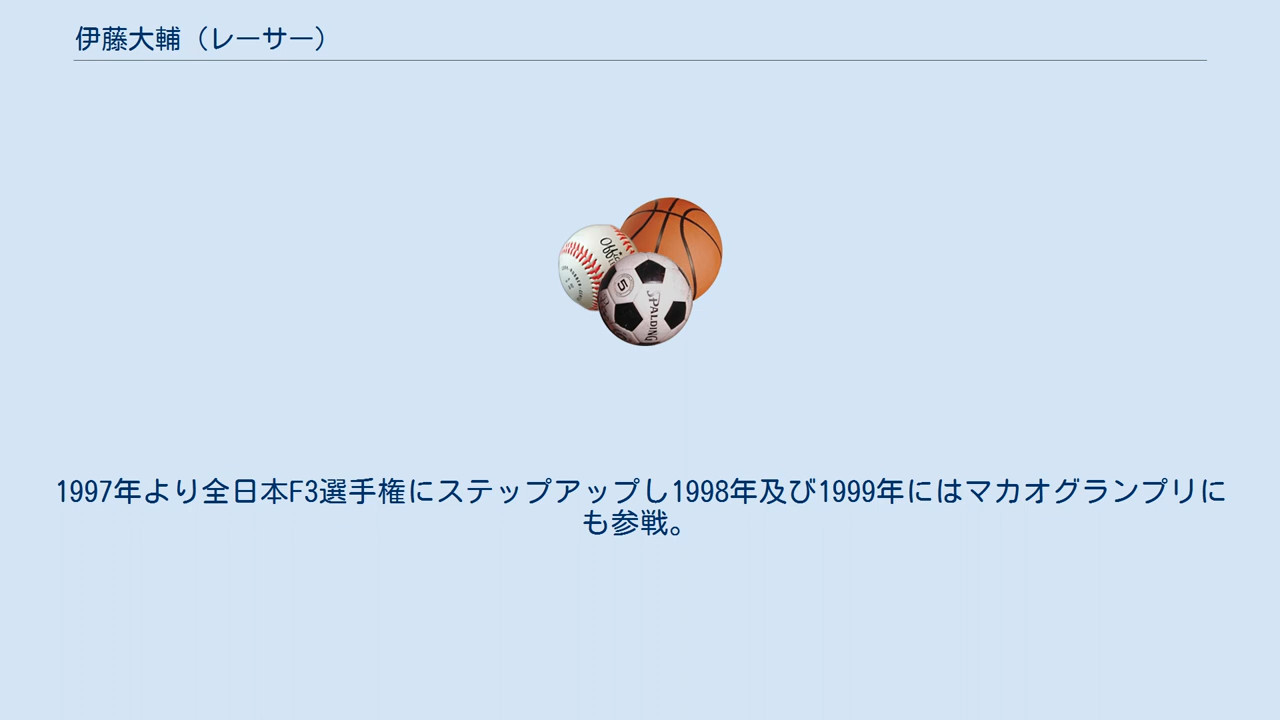 伊藤大輔（レーサー）
Offic
5
SPALDING
1997年より全日本F3選手権にステップアップし1998年及び1999年にはマカオグランプリに
も参戦。